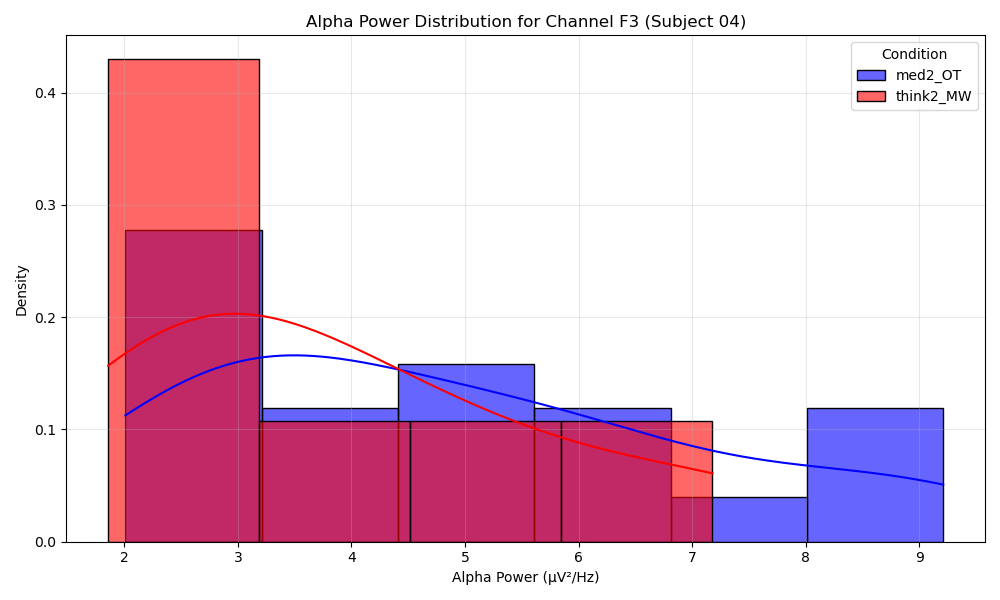 Alpha Power Distribution for Channel F3 (Subject 04)
Condition
med2_OT
think2_MW
Density
0.4
0.3
0.2
0.1
0.0
2 3 4 5 6 7 8 9
Alpha Power (μV²/Hz)